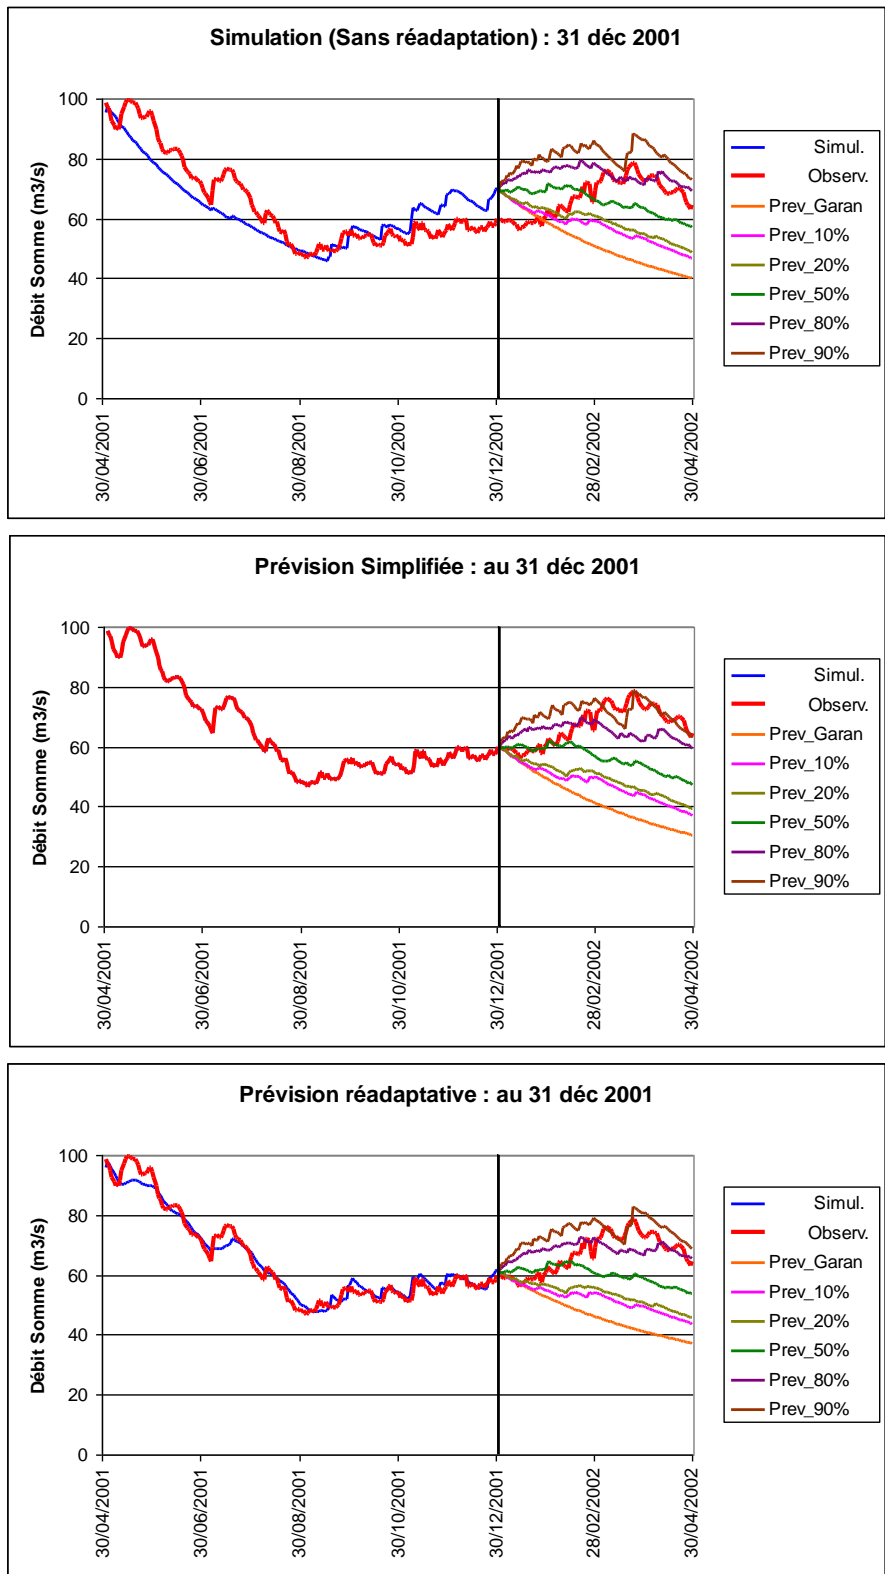 Simulation (Sans réadaptation) : 31 déc 2001
Débit Somme (m3/s)
100
80
60
40
20
0
30/04/2001
30/06/2001
30/08/2001
30/10/2001
30/12/2001
28/02/2002
30/04/2002
Simul.
Observ.
Prev_Garan
Prev_10%
Prev_20%
Prev_50%
Prev_80%
Prev_90%
Prévision Simplifiée : au 31 déc 2001
Débit Somme (m3/s)
100
80
60
40
20
0
30/04/2001
30/06/2001
30/08/2001
30/10/2001
30/12/2001
28/02/2002
30/04/2002
Simul.
Observ.
Prev_Garan
Prev_10%
Prev_20%
Prev_50%
Prev_80%
Prev_90%
Prévision réadaptative : au 31 déc 2001
Débit Somme (m3/s)
100
80
60
40
20
0
30/04/2001
30/06/2001
30/08/2001
30/10/2001
30/12/2001
28/02/2002
30/04/2002
Simul.
Observ.
Prev_Garan
Prev_10%
Prev_20%
Prev_50%
Prev_80%
Prev_90%